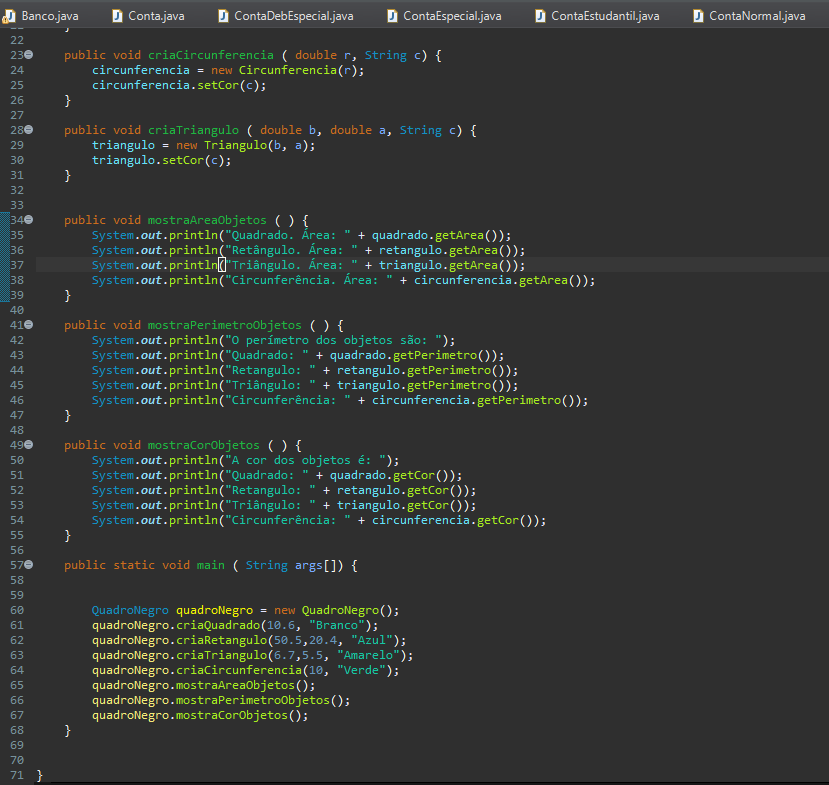 Banco.java Conta.java ContaDebEspecial.java ContaEspecial.java ContaEstudantil.java ContaNormal.java
22
23 public void criaCircunferencia ( double r, String c) {
24 circunferencia = new Circunferencia(r);
25 circunferencia.setCor(c);
26 }
27
28 public void criaTriangulo ( double b, double a, String c) {
29 triangulo = new Triangulo(b, a);
30 triangulo.setCor(c);
31 }
32
33
34 public void mostraAreaObjetos ( ) {
35 System.out.println("Quadrado. Área: " + quadrado.getArea());
36 System.out.println("Retângulo. Área: " + retangulo.getArea());
37 System.out.println("Triângulo. Área: " + triangulo.getArea());
38 System.out.println("Circunferência. Área: " + circunferencia.getArea());
39 }
40
41 public void mostraPerimetroObjetos ( ) {
42 System.out.println("O perímetro dos objetos são: ");
43 System.out.println("Quadrado: " + quadrado.getPerimetro());
44 System.out.println("Retangulo: " + retangulo.getPerimetro());
45 System.out.println("Triângulo: " + triangulo.getPerimetro());
46 System.out.println("Circunferência: " + circunferencia.getPerimetro());
47 }
48
49 public void mostraCorObjetos ( ) {
50 System.out.println("A cor dos objetos é: ");
51 System.out.println("Quadrado: " + quadrado.getCor());
52 System.out.println("Retangulo: " + retangulo.getCor());
53 System.out.println("Triângulo: " + triangulo.getCor());
54 System.out.println("Circunferência: " + circunferencia.getCor());
55 }
56
57 public static void main ( String args[]) {
58
59
60 QuadroNegro quadroNegro = new QuadroNegro();
61 quadroNegro.criaQuadrado(10.6, "Branco");
62 quadroNegro.criaRetangulo(50.5,20.4, "Azul");
63 quadroNegro.criaTriangulo(6.7,5.5, "Amarelo");
64 quadroNegro.criaCircunferencia(10, "Verde");
65 quadroNegro.mostraAreaObjetos();
66 quadroNegro.mostraPerimetroObjetos();
67 quadroNegro.mostraCorObjetos();
68 }
69
70
71 }